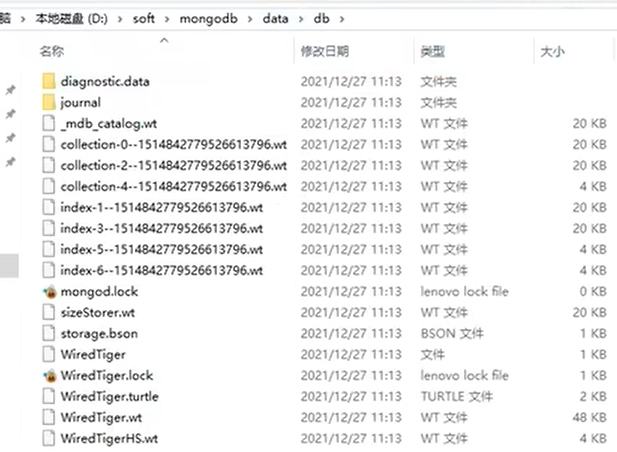 脑 › 本地磁盘 (D:) › soft › mongodb › data › db ›
名称 修改日期 类型 大小
diagnostic.data 2021/12/27 11:13 文件夹
journal 2021/12/27 11:13 文件夹
_mdb_catalog.wt 2021/12/27 11:13 WT 文件 20 KB
collection-0--1514842779526613796.wt 2021/12/27 11:13 WT 文件 20 KB
collection-2--1514842779526613796.wt 2021/12/27 11:13 WT 文件 20 KB
collection-4--1514842779526613796.wt 2021/12/27 11:13 WT 文件 4 KB
index-1--1514842779526613796.wt 2021/12/27 11:13 WT 文件 20 KB
index-3--1514842779526613796.wt 2021/12/27 11:13 WT 文件 20 KB
index-5--1514842779526613796.wt 2021/12/27 11:13 WT 文件 4 KB
index-6--1514842779526613796.wt 2021/12/27 11:13 WT 文件 4 KB
mongod.lock 2021/12/27 11:13 lenovo lock file 0 KB
sizeStorer.wt 2021/12/27 11:13 WT 文件 20 KB
storage.bson 2021/12/27 11:13 BSON 文件 1 KB
WiredTiger 2021/12/27 11:13 文件 1 KB
WiredTiger.lock 2021/12/27 11:13 lenovo lock file 1 KB
WiredTiger.turtle 2021/12/27 11:13 TURTLE 文件 2 KB
WiredTiger.wt 2021/12/27 11:13 WT 文件 48 KB
WiredTigerHS.wt 2021/12/27 11:13 WT 文件 4 KB